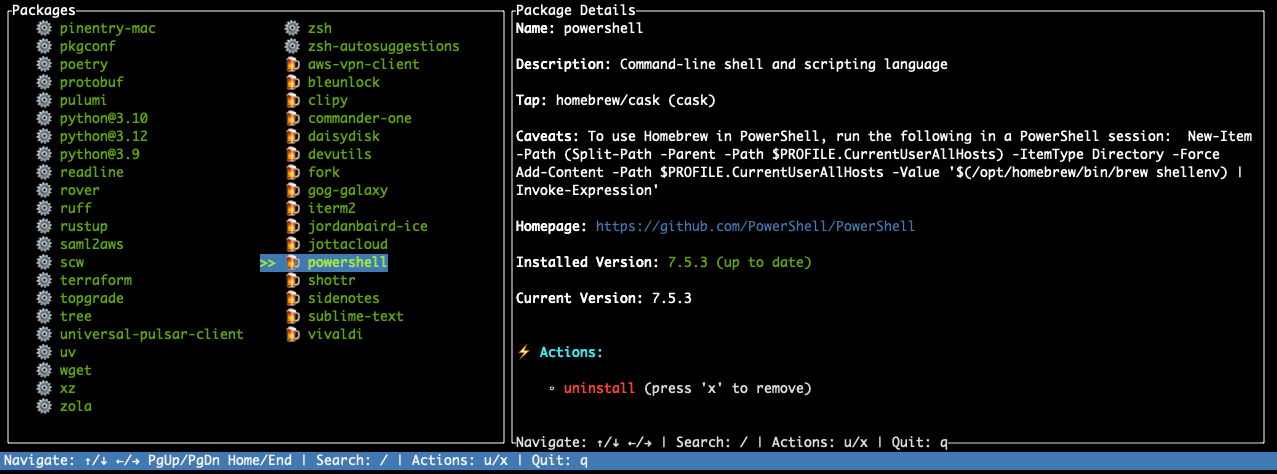 Packages
pinentry-mac
pkgconf
poetry
protobuf
pulumi
python@3.10
python@3.12
python@3.9
readline
rover
ruff
rustup
saml2aws
scw
terraform
topgrade
tree
universal-pulsar-client
uv
wget
xz
zola
zsh
zsh-autosuggestions
aws-vpn-client
bleunlock
clipy
commander-one
daisydisk
devutils
fork
gog-galaxy
iterm2
jordanbaird-ice
jottacloud
>> powershell
shottr
sidenotes
sublime-text
vivaldi
Package Details
Name: powershell
Description: Command-line shell and scripting language
Tap: homebrew/cask (cask)
Caveats: To use Homebrew in PowerShell, run the following in a PowerShell session:  New-Item
-Path (Split-Path -Parent -Path $PROFILE.CurrentUserAllHosts) -ItemType Directory -Force
Add-Content -Path $PROFILE.CurrentUserAllHosts -Value '$(/opt/homebrew/bin/brew shellenv) |
Invoke-Expression'
Homepage: https://github.com/PowerShell/PowerShell
Installed Version: 7.5.3 (up to date)
Current Version: 7.5.3
⚡ Actions:
◦ uninstall (press 'x' to remove)
Navigate: ↑/↓ ←/→ | Search: / | Actions: u/x | Quit: q
Navigate: ↑/↓ ←/→ PgUp/PgDn Home/End | Search: / | Actions: u/x | Quit: q